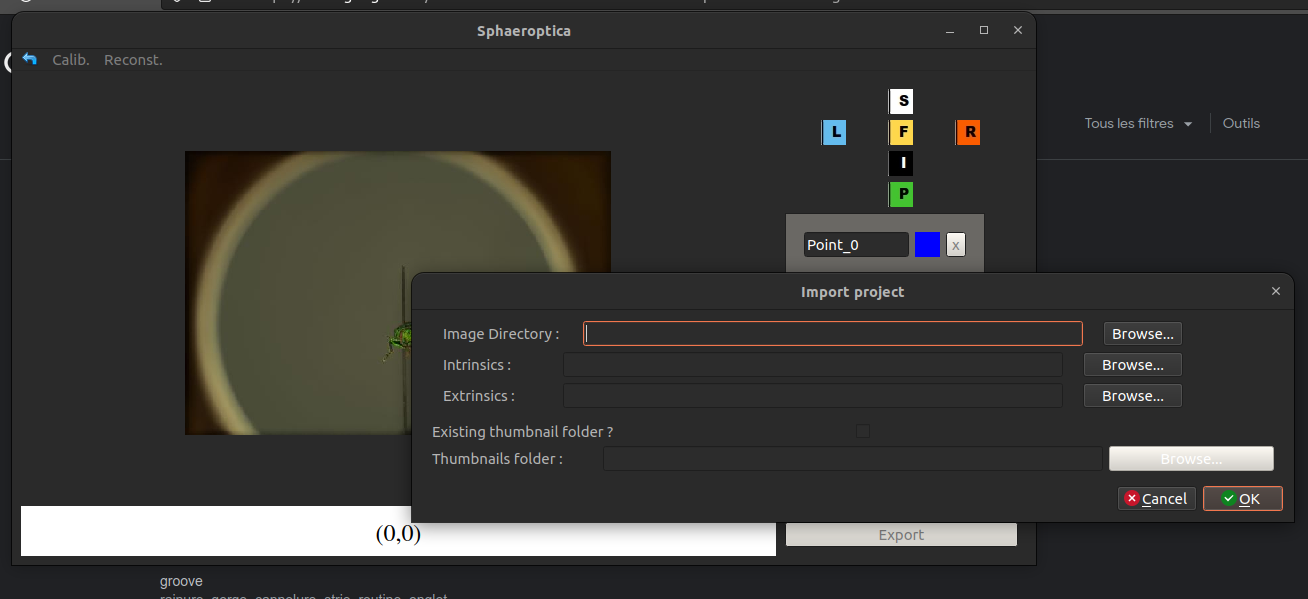 Sphaeroptica
Calib. Reconst.
S
L F R
I
P
Tous les filtres Outils
Point_0 x
Import project
Image Directory : Browse...
Intrinsics : Browse...
Extrinsics : Browse...
Existing thumbnail folder ?
Thumbnails folder : Browse...
Cancel OK
(0,0)
Export
groove